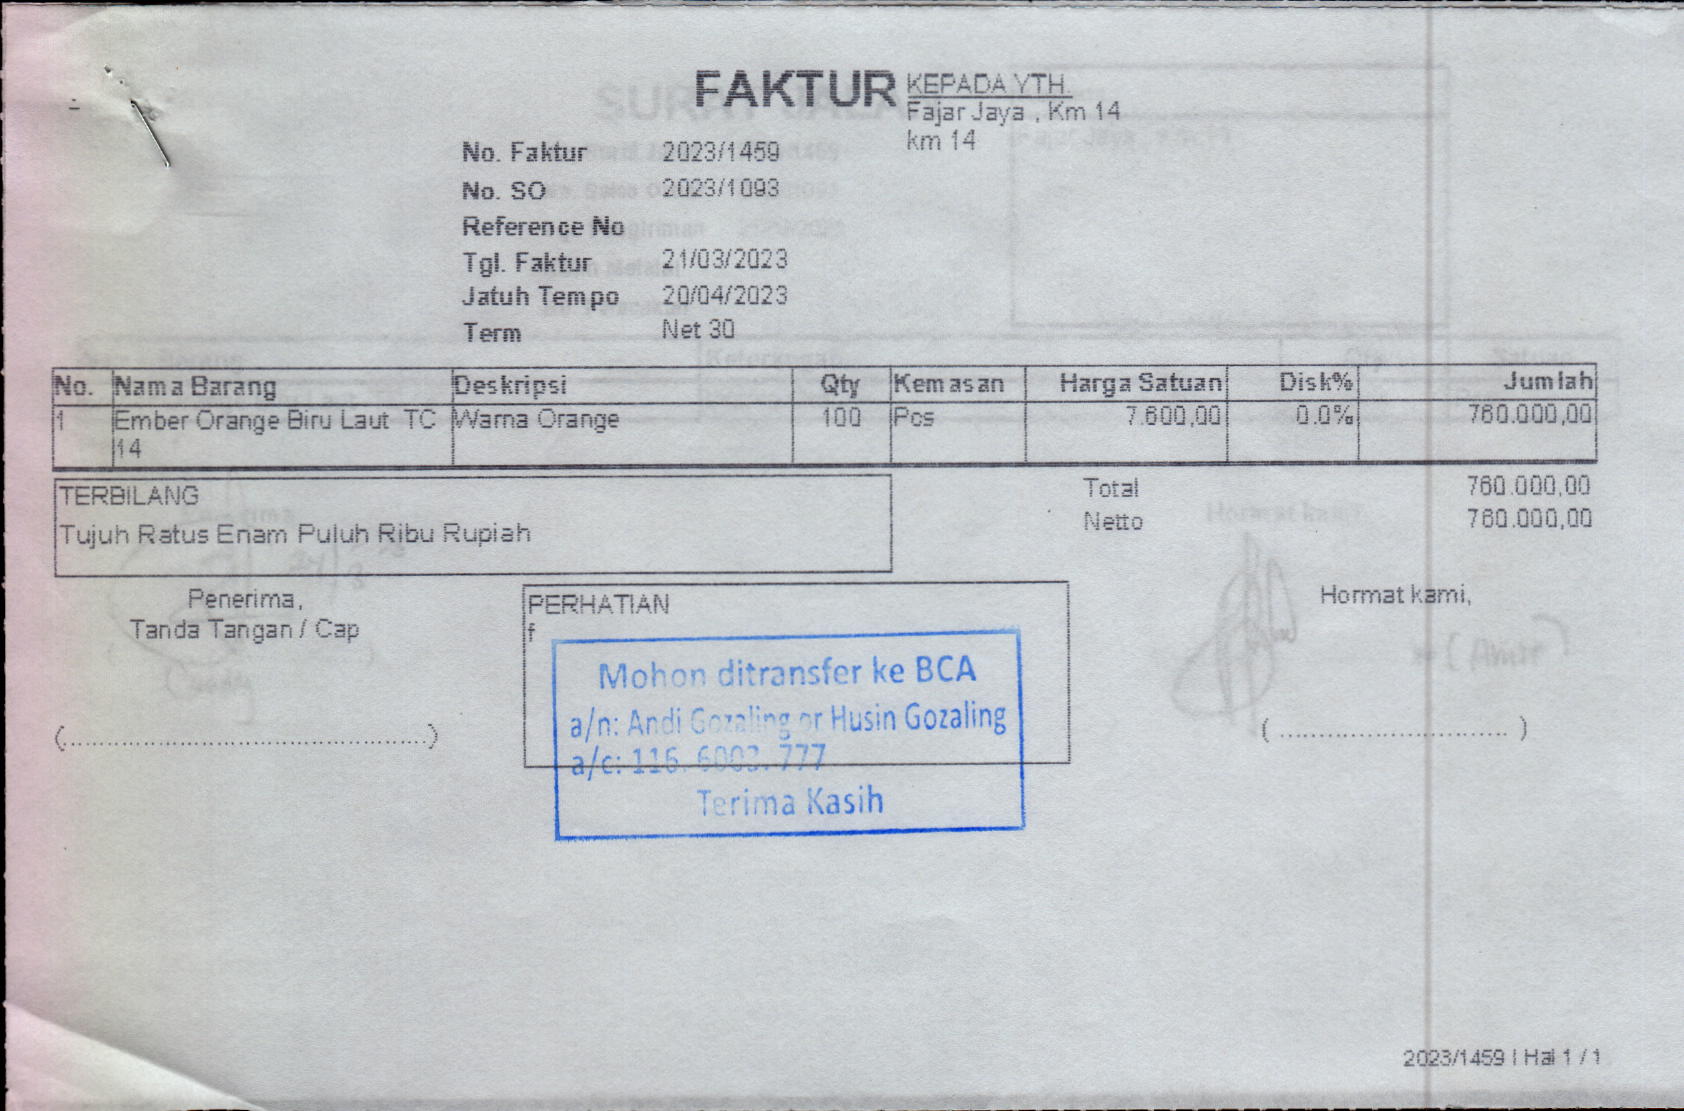 FAKTUR
KEPADA YTH.
Fajar Jaya , Km 14
km 14
No. Faktur 2023/1459
No. SO 2023/1093
Reference No
Tgl. Faktur 21/03/2023
Jatuh Tempo 20/04/2023
Term Net 30
No. Nama Barang Deskripsi Qty Kemasan Harga Satuan Disk% Jumlah
1 Ember Orange Biru Laut TC Warna Orange 100 Pcs 7.600,00 0.0% 760.000,00
14
TERBILANG
Tujuh Ratus Enam Puluh Ribu Rupiah
Total 760.000,00
Netto 760.000,00
Penerima,
Tanda Tangan / Cap
PERHATIAN
f
Mohon ditransfer ke BCA
a/n: Andi Gozaling or Husin Gozaling
a/c: 116. 6003. 777
Terima Kasih
Hormat kami,
(................................................)
( ............................ )
2023/1459 | Hal 1 / 1